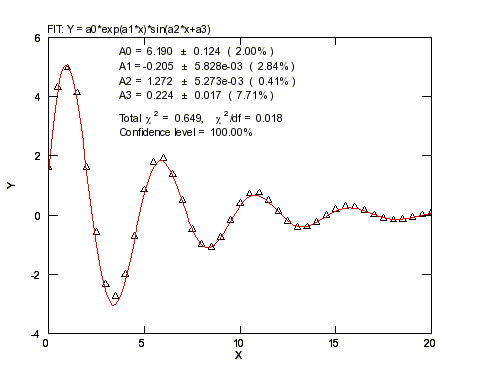 FIT: Y = a0*exp(a1*x)*sin(a2*x+a3)
A0 = 6.190 ± 0.124 ( 2.00%)
A1 = -0.205 ± 5.828e-03 ( 2.84%)
A2 = 1.272 ± 5.273e-03 ( 0.41%)
A3 = 0.224 ± 0.017 ( 7.71%)
Total χ² = 0.649, χ²/df = 0.018
Confidence level = 100.00%
6
4
2
0
-2
-4
Y
0 5 10 15 20
X